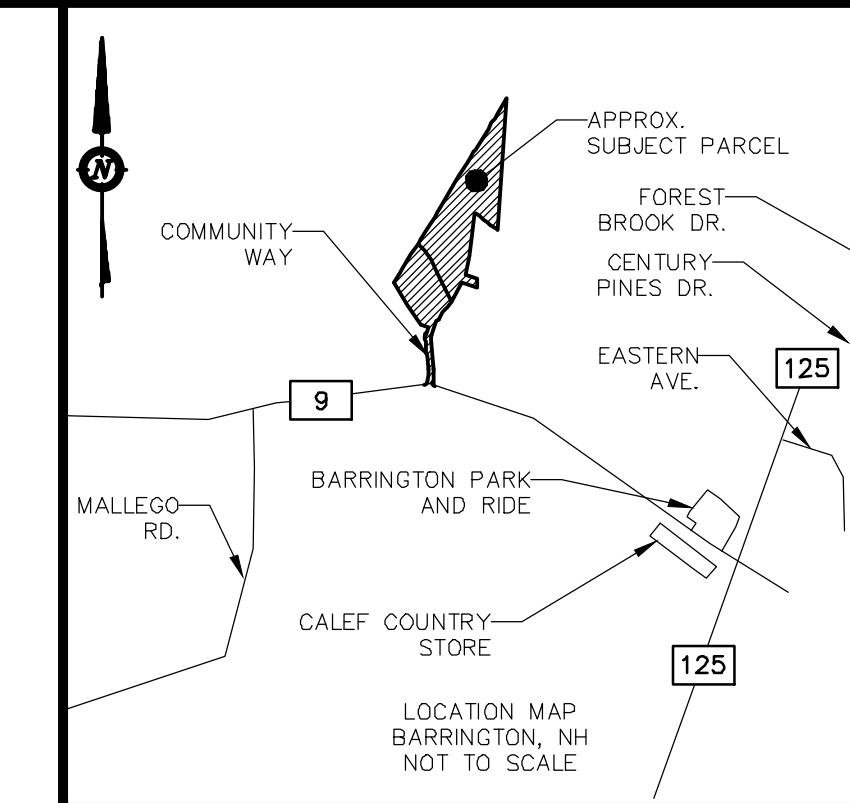 N
APPROX.
SUBJECT PARCEL
FOREST
BROOK DR.
COMMUNITY
WAY
CENTURY
PINES DR.
EASTERN
AVE.
125
9
BARRINGTON PARK
AND RIDE
MALLEGO
RD.
CALEF COUNTRY
STORE
125
LOCATION MAP
BARRINGTON, NH
NOT TO SCALE